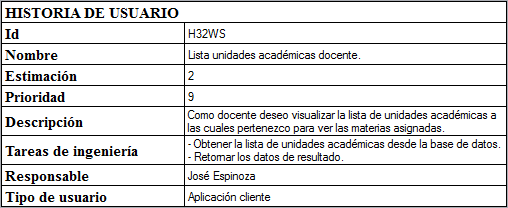 HISTORIA DE USUARIO
Id H32WS
Nombre Lista unidades académicas docente.
Estimación 2
Prioridad 9
Descripción Como docente deseo visualizar la lista de unidades académicas a
las cuales pertenezco para ver las materias asignadas.
Tareas de ingeniería - Obtener la lista de unidades académicas desde la base de datos.
- Retornar los datos de resultado.
Responsable José Espinoza
Tipo de usuario Aplicación cliente